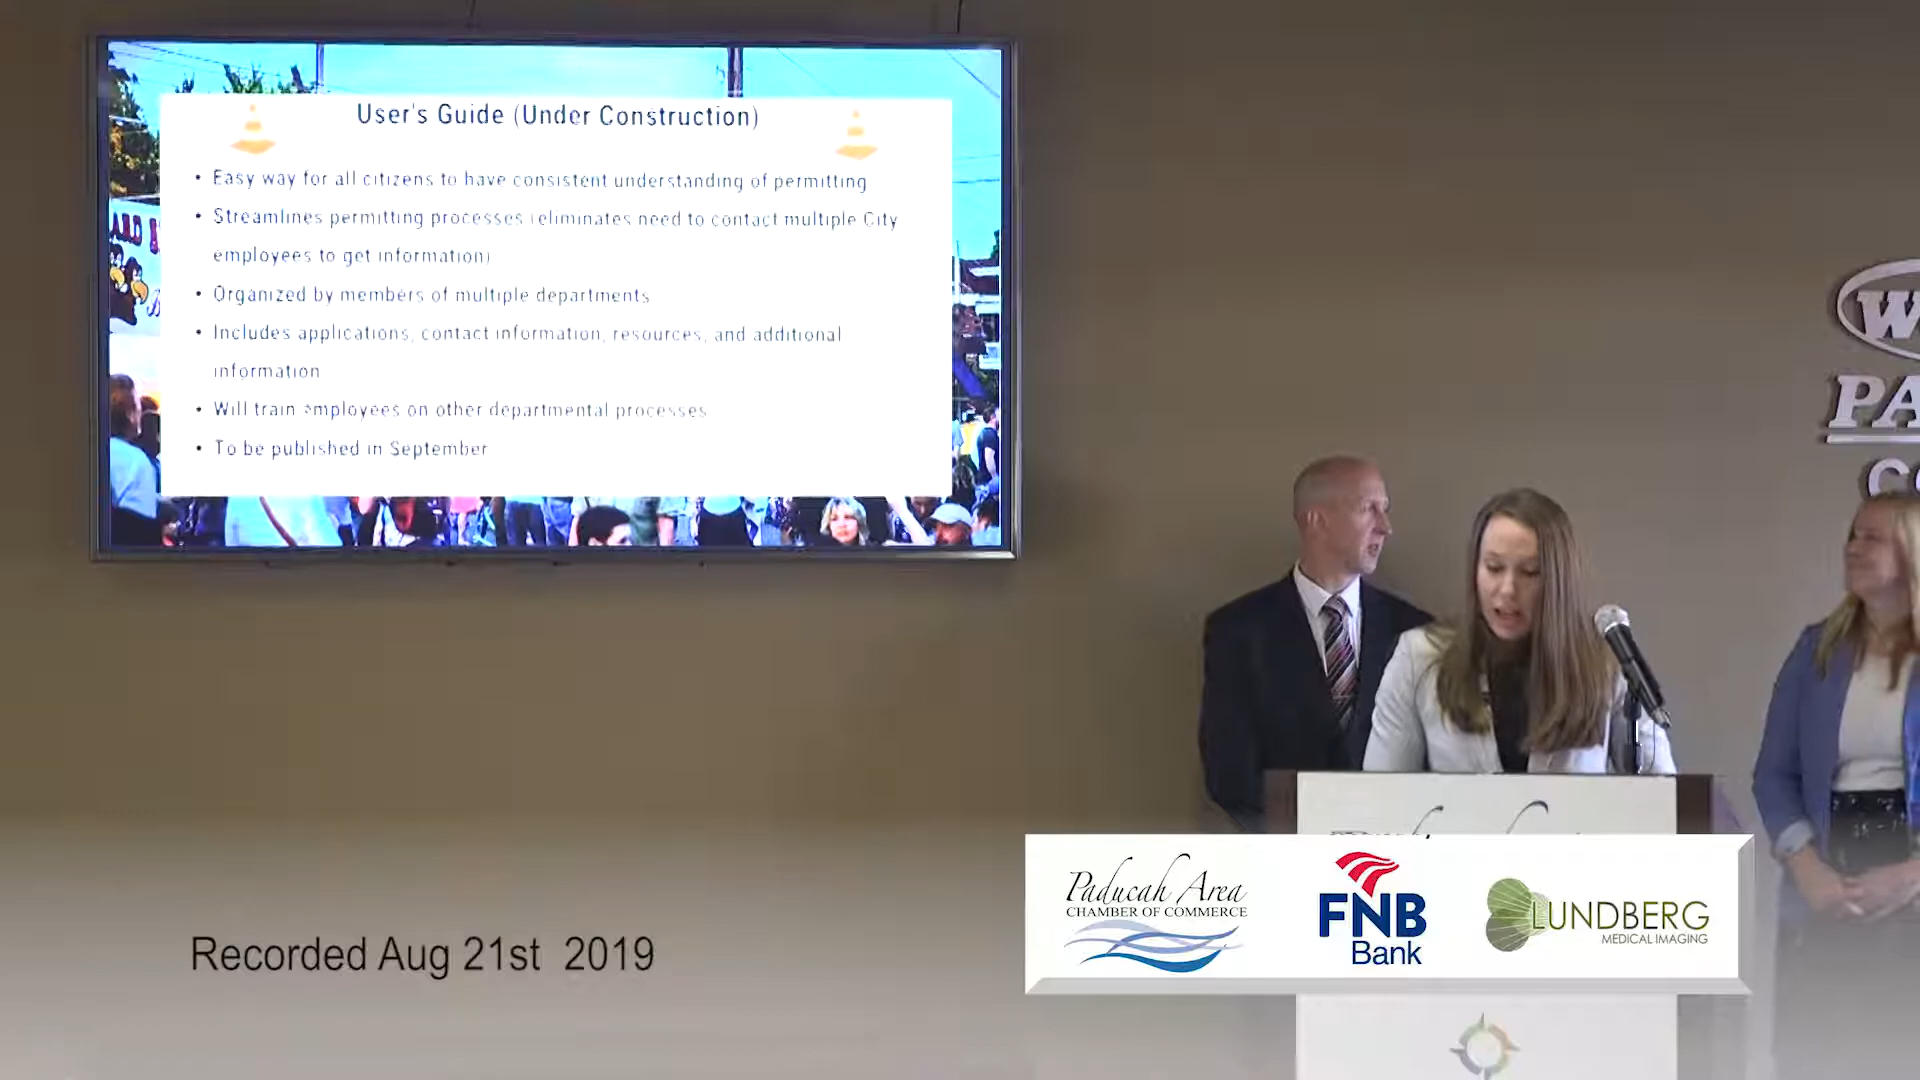 User's Guide (Under Construction)
• Easy way for all citizens to have consistent understanding of permitting
• Streamlines permitting processes (eliminates need to contact multiple City
employees to get information)
• Organized by members of multiple departments
• Includes applications, contact information, resources, and additional
information
• Will train employees on other departmental processes
• To be published in September
W
PA
CO
Paducah Area
CHAMBER OF COMMERCE
FNB
Bank
LUNDBERG
MEDICAL IMAGING
Recorded Aug 21st 2019